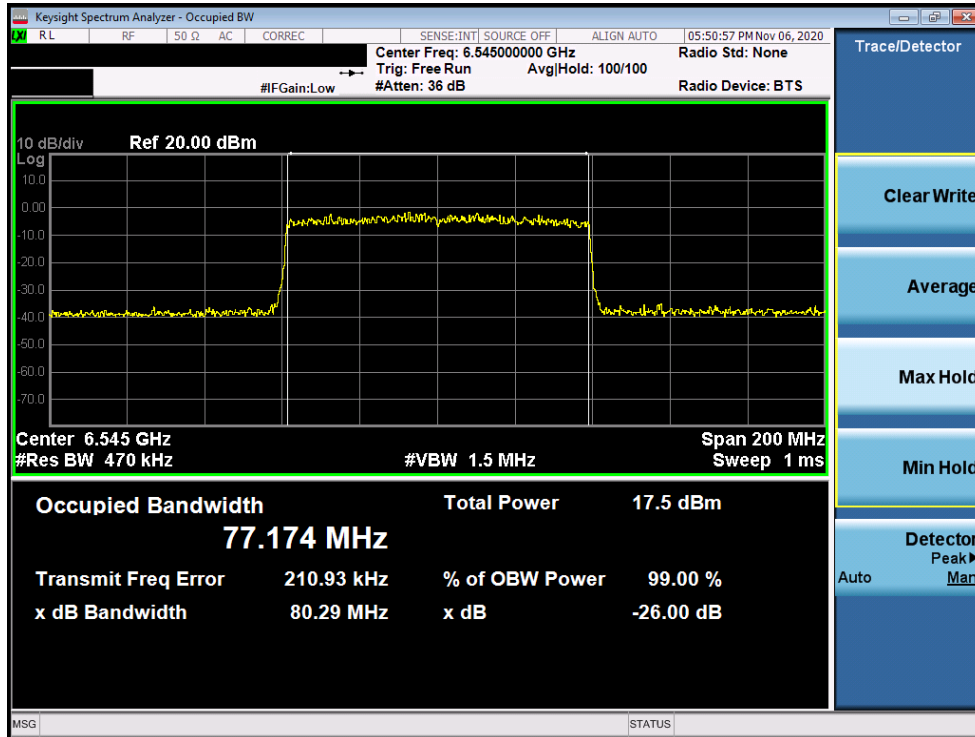 Keysight Spectrum Analyzer - Occupied BW
LXI RL RF 50 Ω AC CORREC SENSE:INT SOURCE OFF ALIGN AUTO 05:50:57 PM Nov 06, 2020
Center Freq: 6.545000000 GHz Radio Std: None
Trig: Free Run Avg|Hold: 100/100
#IFGain:Low #Atten: 36 dB Radio Device: BTS
10 dB/div Ref 20.00 dBm
Log
10.0
0.00
-10.0
-20.0
-30.0
-40.0
-50.0
-60.0
-70.0
Center 6.545 GHz Span 200 MHz
#Res BW 470 kHz #VBW 1.5 MHz Sweep 1 ms
Occupied Bandwidth Total Power 17.5 dBm
77.174 MHz
Transmit Freq Error 210.93 kHz % of OBW Power 99.00 %
x dB Bandwidth 80.29 MHz x dB -26.00 dB
MSG STATUS
Trace/Detector
Clear Write
Average
Max Hold
Min Hold
Detector
Peak▶
Auto Man